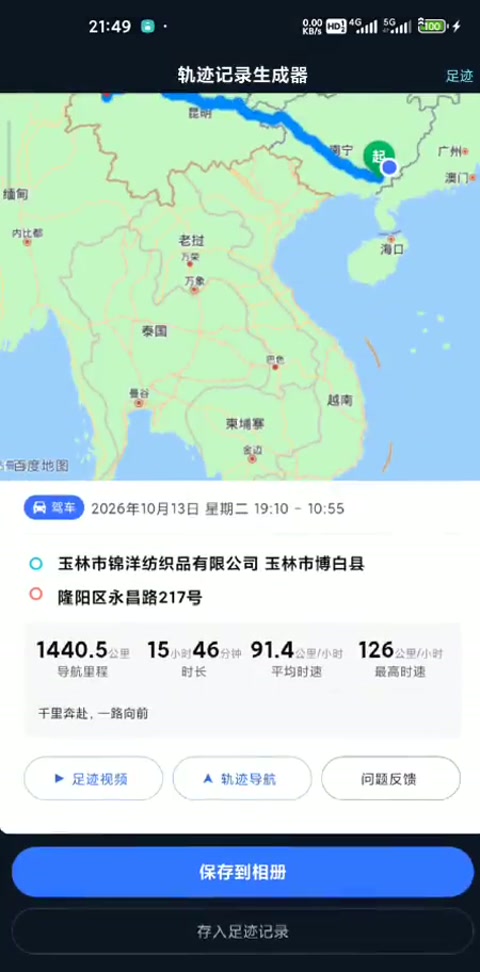 21:49
0.00 KB/s HD 4G 5G 100
轨迹记录生成器
足迹
昆明
南宁
起
广州
澳门
缅甸
内比都
老挝
万荣
万象
海口
泰国
巴色
曼谷
越南
柬埔寨
金边
百度地图
驾车 2026年10月13日 星期二 19:10 - 10:55
玉林市锦洋纺织品有限公司 玉林市博白县
隆阳区永昌路217号
1440.5公里 15小时46分钟 91.4公里/小时 126公里/小时
导航里程 时长 平均时速 最高时速
千里奔赴，一路向前
足迹视频 轨迹导航 问题反馈
保存到相册
存入足迹记录